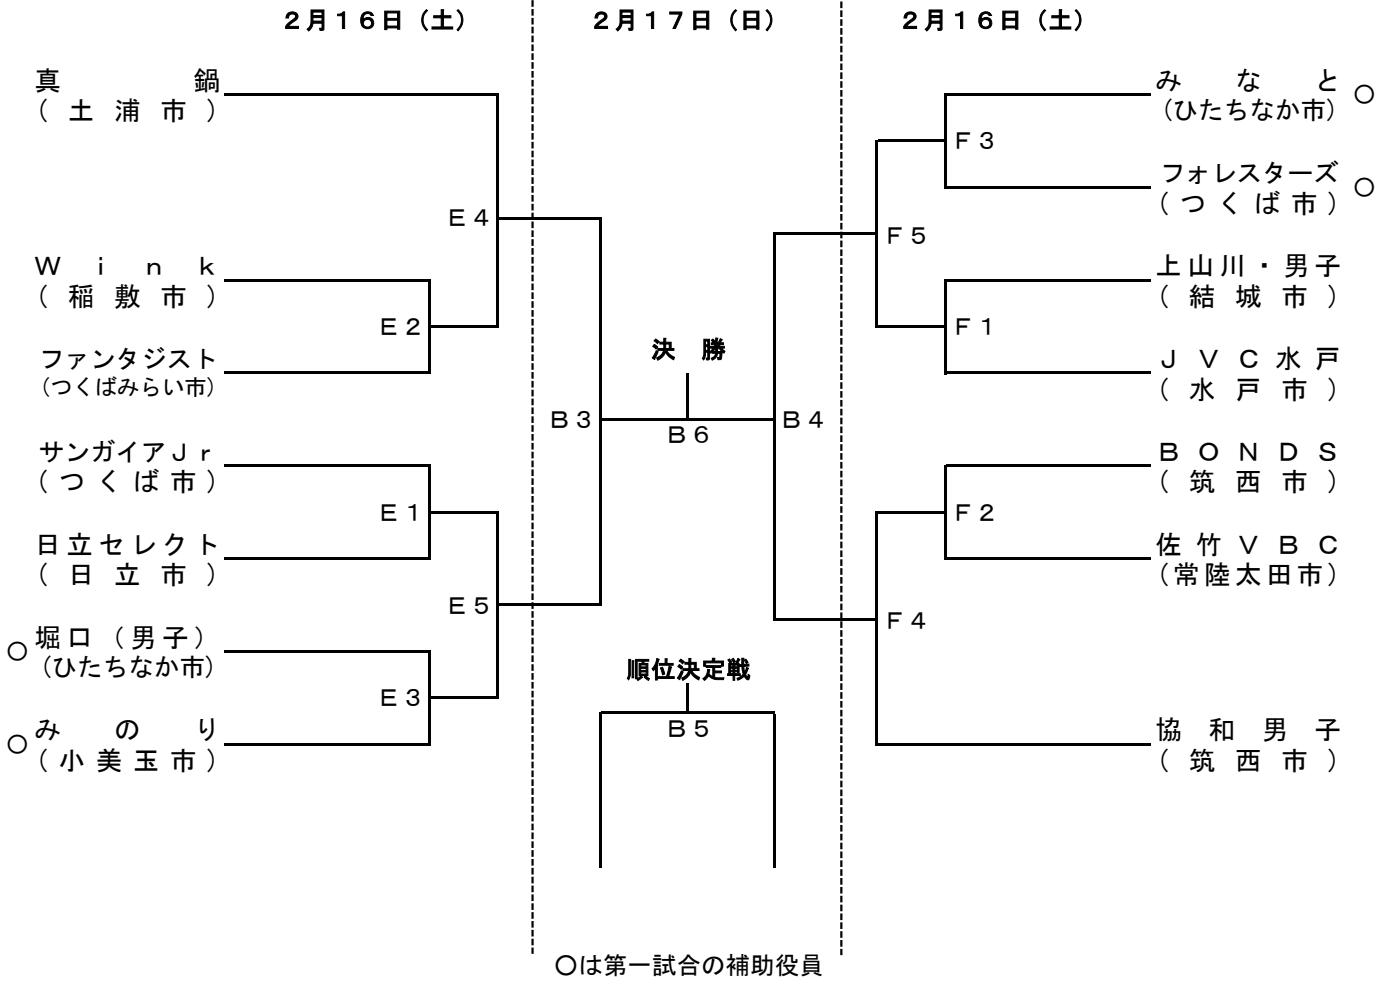 ２月１６日（土）
２月１７日（日）
２月１６日（土）
真鍋
（土浦市）
Ｗｉｎｋ
（稲敷市）
ファンタジスト
（つくばみらい市）
サンガイアＪｒ
（つくば市）
日立セレクト
（日立市）
○堀口（男子）
（ひたちなか市）
○みのり
（小美玉市）
Ｅ４
Ｅ２
Ｅ１
Ｅ５
Ｅ３
Ｂ３
決勝
Ｂ６
Ｂ４
順位決定戦
Ｂ５
Ｆ３
Ｆ５
Ｆ１
Ｆ２
Ｆ４
みなと○
（ひたちなか市）
フォレスターズ○
（つくば市）
上山川・男子
（結城市）
ＪＶＣ水戸
（水戸市）
ＢＯＮＤＳ
（筑西市）
佐竹ＶＢＣ
（常陸太田市）
協和男子
（筑西市）
○は第一試合の補助役員